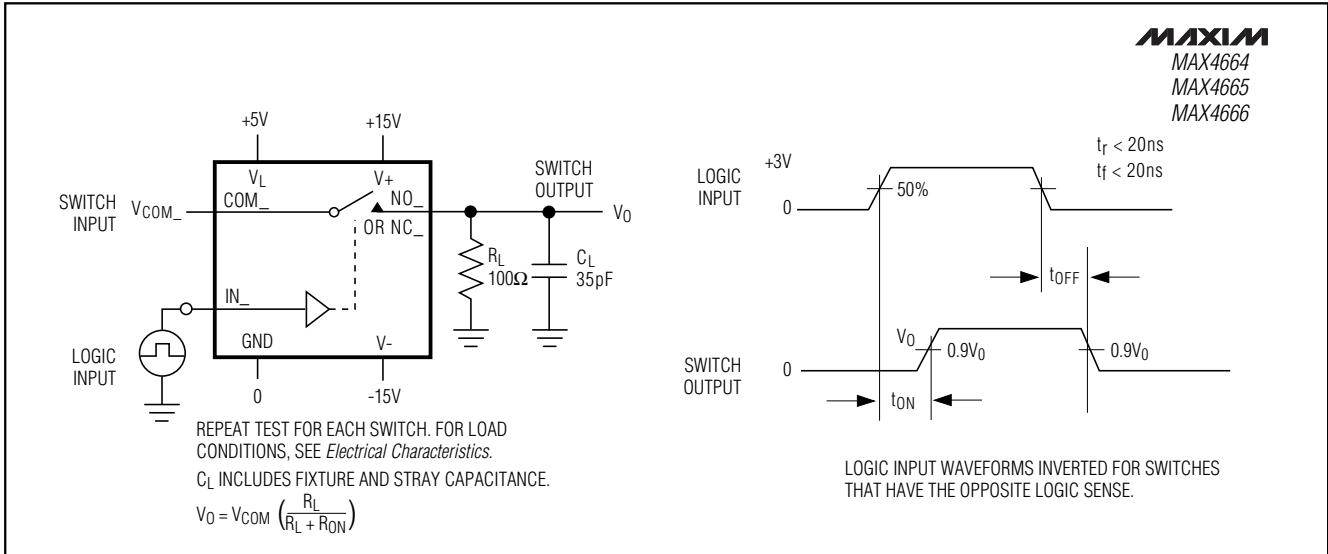 MAXIM
MAX4664
MAX4665
MAX4666
+5V
+15V
VL
V+
SWITCH
INPUT
VCOM_
COM_
NO_
OR NC_
SWITCH
OUTPUT
VO
RL
100Ω
CL
35pF
IN_
LOGIC
INPUT
GND
V-
0
-15V
REPEAT TEST FOR EACH SWITCH. FOR LOAD
CONDITIONS, SEE Electrical Characteristics.
CL INCLUDES FIXTURE AND STRAY CAPACITANCE.
VO = VCOM (RL / RL + RON)
tr < 20ns
tf < 20ns
LOGIC
INPUT
+3V
50%
0
tOFF
SWITCH
OUTPUT
VO
0.9V0
0.9V0
0
tON
LOGIC INPUT WAVEFORMS INVERTED FOR SWITCHES
THAT HAVE THE OPPOSITE LOGIC SENSE.